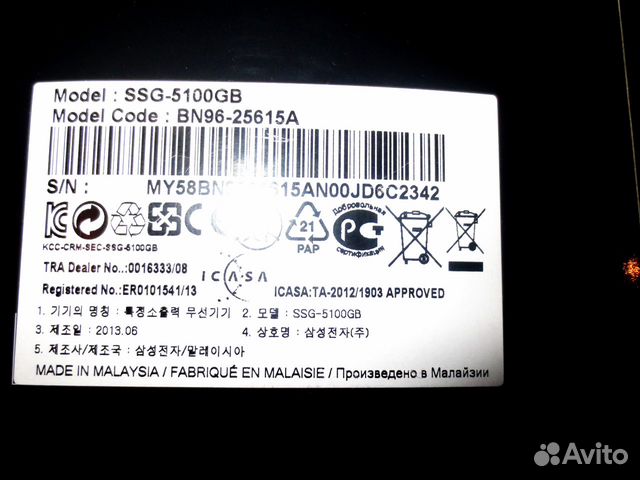 Model : SSG-5100GB
Model Code : BN96-25615A
S/N : 615AN00JD6C2342
KCC-CRM-SEC-SSG-5100GB
21
PAP
Добровольная
РСТ
сертификация
TRA Dealer No.:0016333/08
ICASA
Registered No.:ER0101541/13
ICASA:TA-2012/1903 APPROVED
1. 기기의 명칭 : 특정소출력 무선기기 2. 모델 : SSG-5100GB
3. 제조일 : 2013.06 4. 상호명 : 삼성전자(주)
5. 제조사/제조국 : 삼성전자/말레이시아
MADE IN MALAYSIA / FABRIQUÉ EN MALAISIE / Произведено в Малайзии
Avito